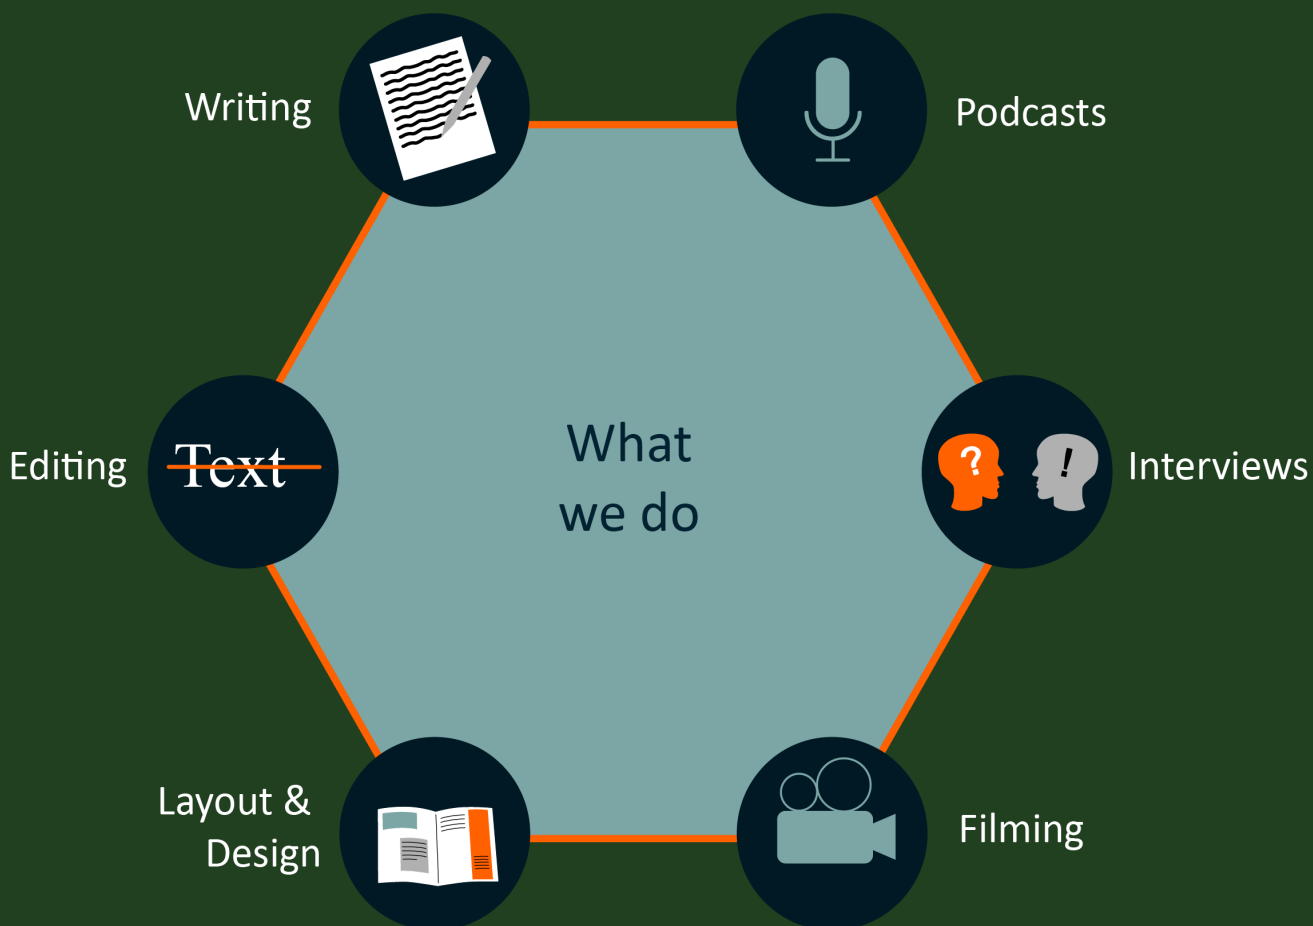 Writing
Podcasts
Editing
Text
What
we do
?
!
Interviews
Layout &
Design
Filming